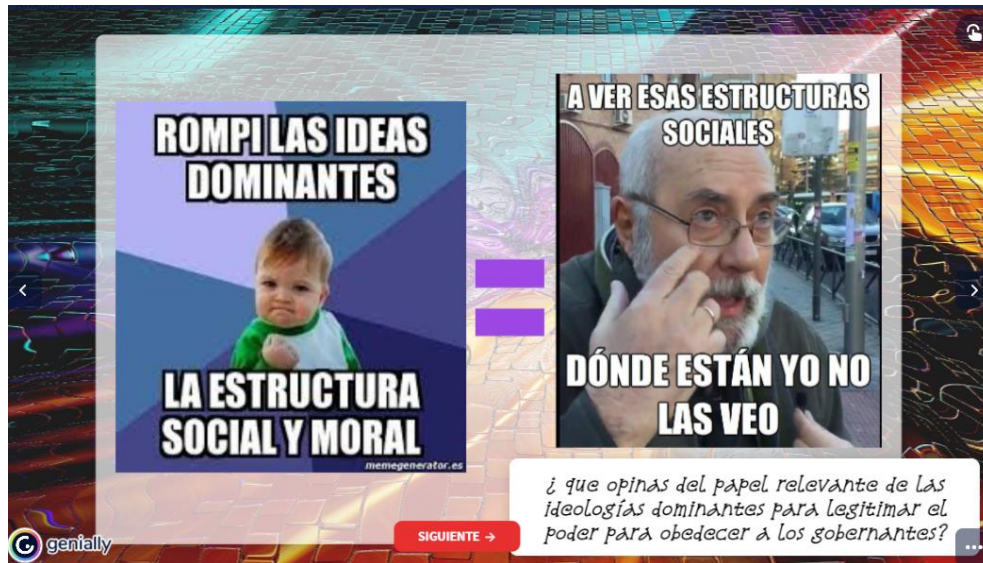 ROMPI LAS IDEAS
DOMINANTES
LA ESTRUCTURA
SOCIAL Y MORAL
memegenerator.es
A VER ESAS ESTRUCTURAS
SOCIALES
DÓNDE ESTÁN YO NO
LAS VEO
¿ que opinas del papel relevante de las
ideologías dominantes para legitimar el
poder para obedecer a los gobernantes?
SIGUIENTE →
genially